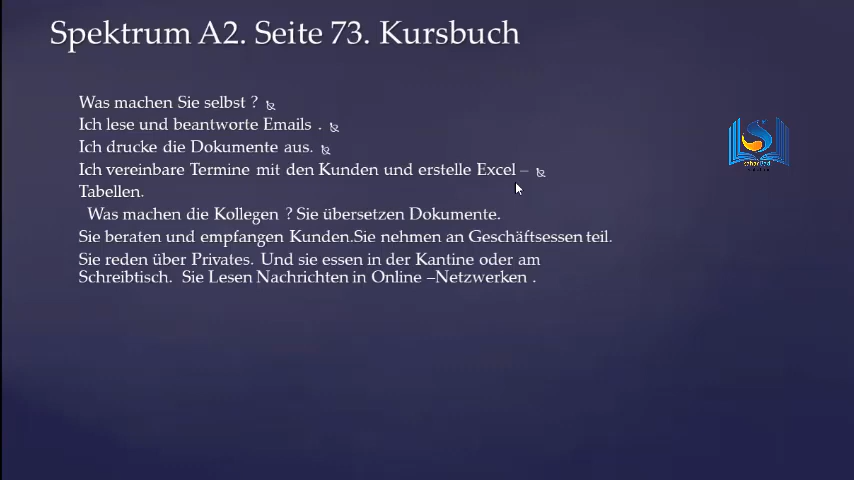 Spektrum A2. Seite 73. Kursbuch
Was machen Sie selbst ?
Ich lese und beantworte Emails .
Ich drucke die Dokumente aus.
Ich vereinbare Termine mit den Kunden und erstelle Excel –
Tabellen.
Was machen die Kollegen ? Sie übersetzen Dokumente.
Sie beraten und empfangen Kunden.Sie nehmen an Geschäftsessen teil.
Sie reden über Privates. Und sie essen in der Kantine oder am
Schreibtisch. Sie Lesen Nachrichten in Online –Netzwerken .